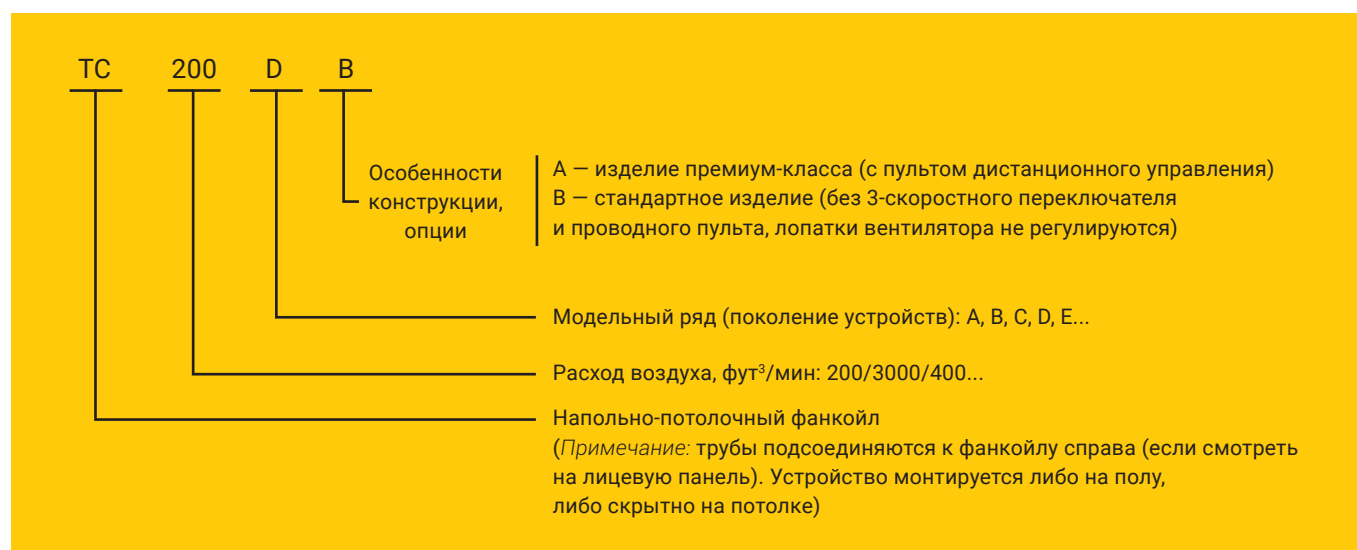 TC 200 D B
Особенности
конструкции,
опции
A — изделие премиум-класса (с пультом дистанционного управления)
B — стандартное изделие (без 3-скоростного переключателя
и проводного пульта, лопатки вентилятора не регулируются)
Модельный ряд (поколение устройств): A, B, C, D, E...
Расход воздуха, фут³/мин: 200/3000/400...
Напольно-потолочный фанкойл
(Примечание: трубы подсоединяются к фанкойлу справа (если смотреть
на лицевую панель). Устройство монтируется либо на полу,
либо скрытно на потолке)